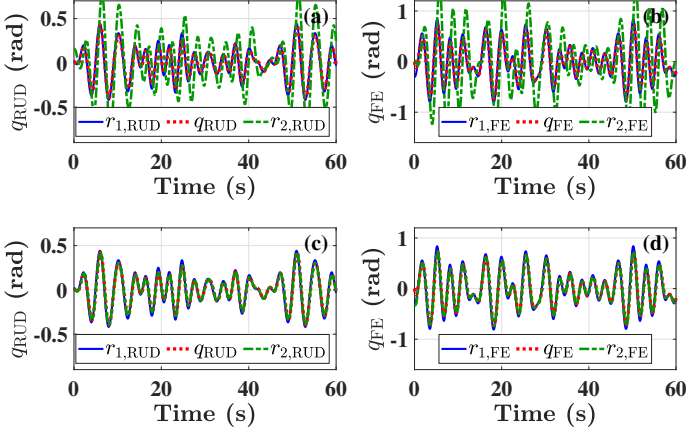 (a)
0.5
0
-0.5
q_RUD (rad)
r_1,RUD q_RUD r_2,RUD
0 20 40 60
Time (s)
(b)
1
0
-1
q_FE (rad)
r_1,FE q_FE r_2,FE
0 20 40 60
Time (s)
(c)
0.5
0
-0.5
q_RUD (rad)
r_1,RUD q_RUD r_2,RUD
0 20 40 60
Time (s)
(d)
1
0
-1
q_FE (rad)
r_1,FE q_FE r_2,FE
0 20 40 60
Time (s)